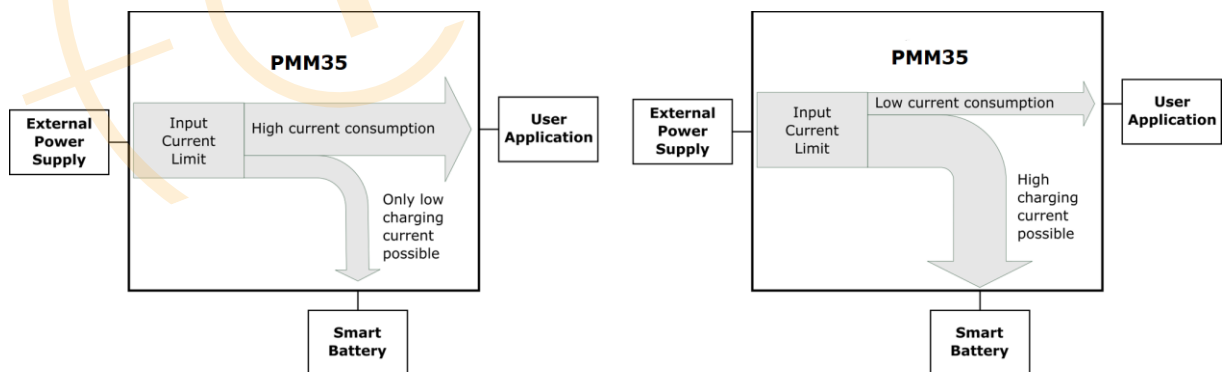 PMM35
External
Power
Supply
Input
Current
Limit
High current consumption
User
Application
Only low
charging
current
possible
Smart
Battery
PMM35
External
Power
Supply
Input
Current
Limit
Low current consumption
User
Application
High
charging
current
possible
Smart
Battery